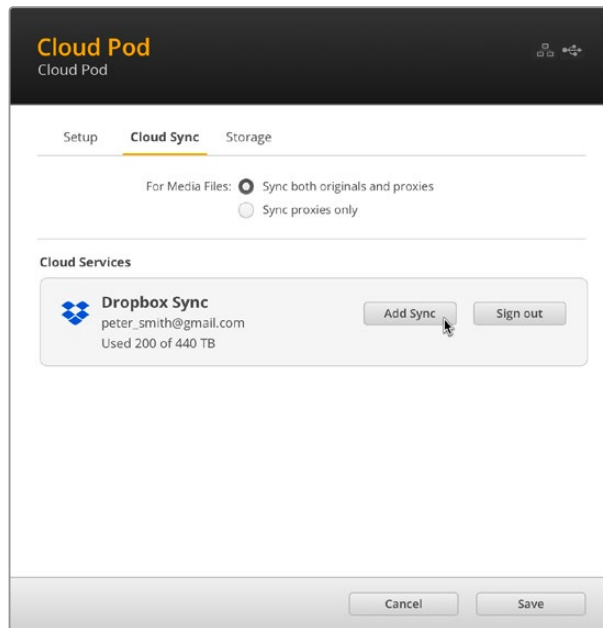 Cloud Pod
Cloud Pod
Setup Cloud Sync Storage
For Media Files: Sync both originals and proxies
Sync proxies only
Cloud Services
Dropbox Sync
peter_smith@gmail.com
Used 200 of 440 TB
Add Sync Sign out
Cancel Save